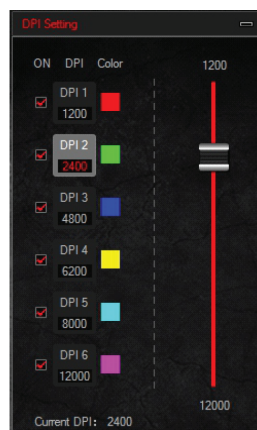 DPI Setting
ON DPI Color
1200
DPI 1
1200
DPI 2
2400
DPI 3
4800
DPI 4
6200
DPI 5
8000
DPI 6
12000
12000
Current DPI: 2400